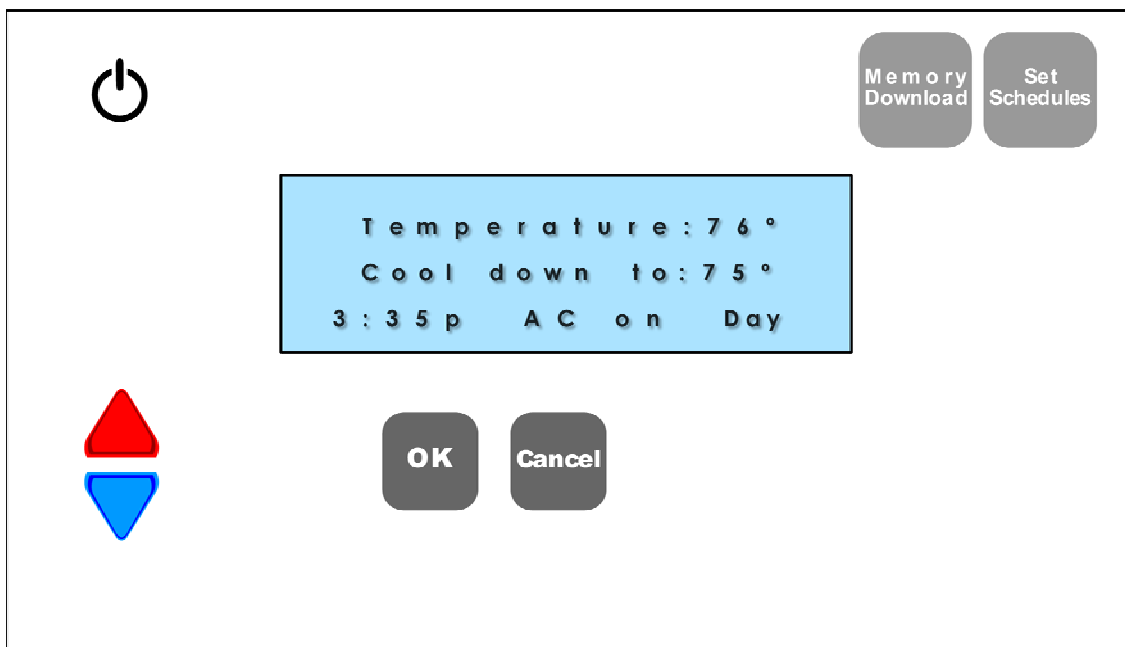 Memory
Download
Set
Schedules
Temperature:76°
Cool down to:75°
3:35p AC on Day
OK
Cancel